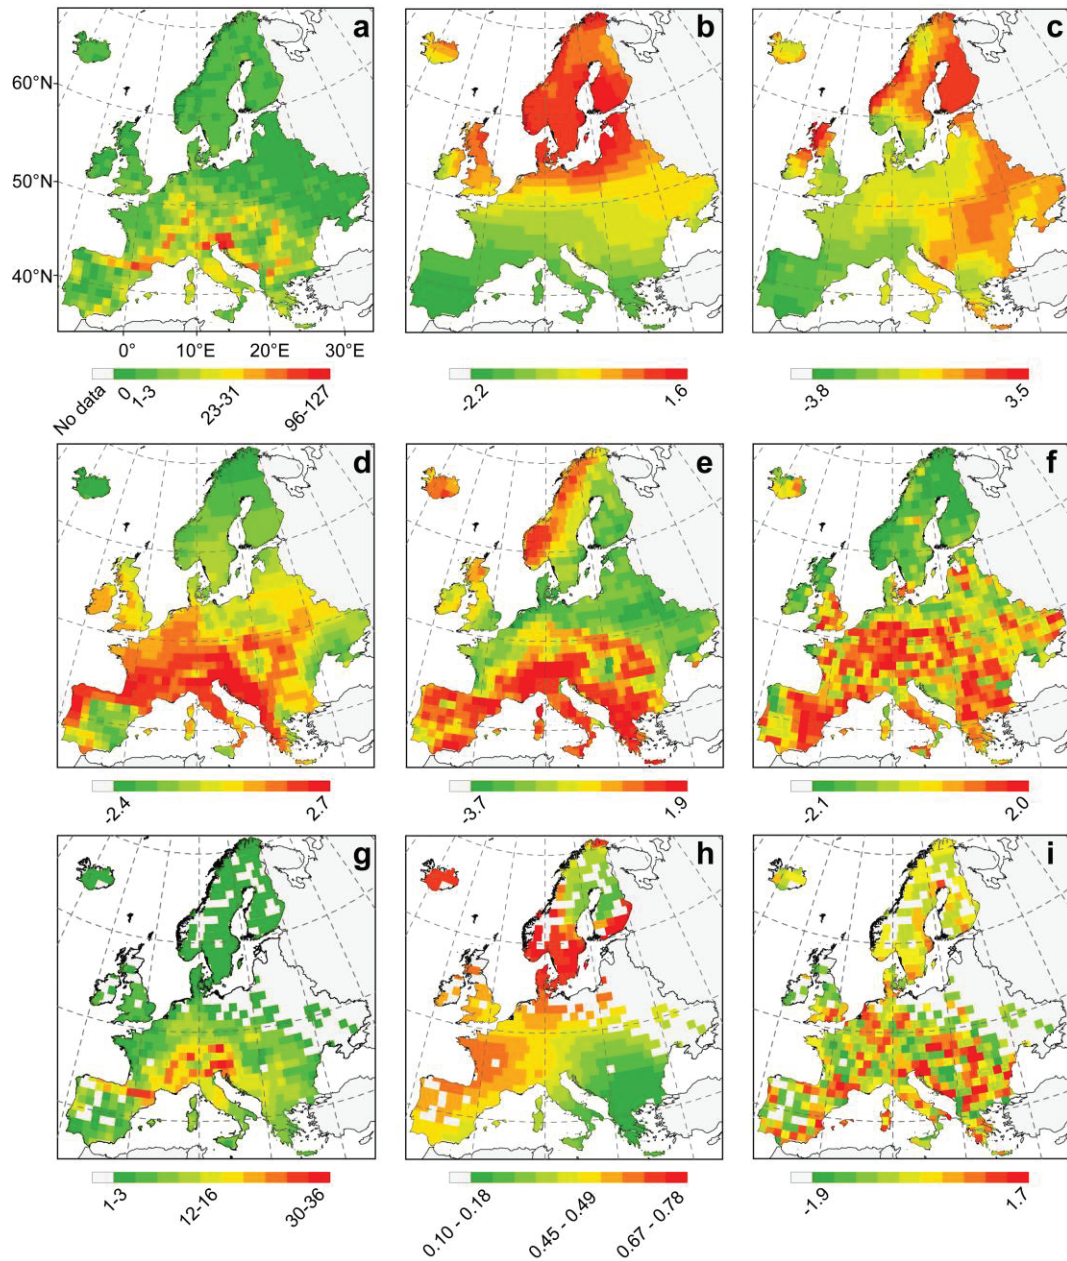 a b c
60°N
50°N
40°N
0° 10°E 20°E 30°E
No data 0 1-3 23-31 96-127
-2.2 1.6
-3.8 3.5
d e f
-2.4 2.7
-3.7 1.9
-2.1 2.0
g h i
1-3 12-16 30-36
0.10 - 0.18 0.45 - 0.49 0.67 - 0.78
-1.9 1.7